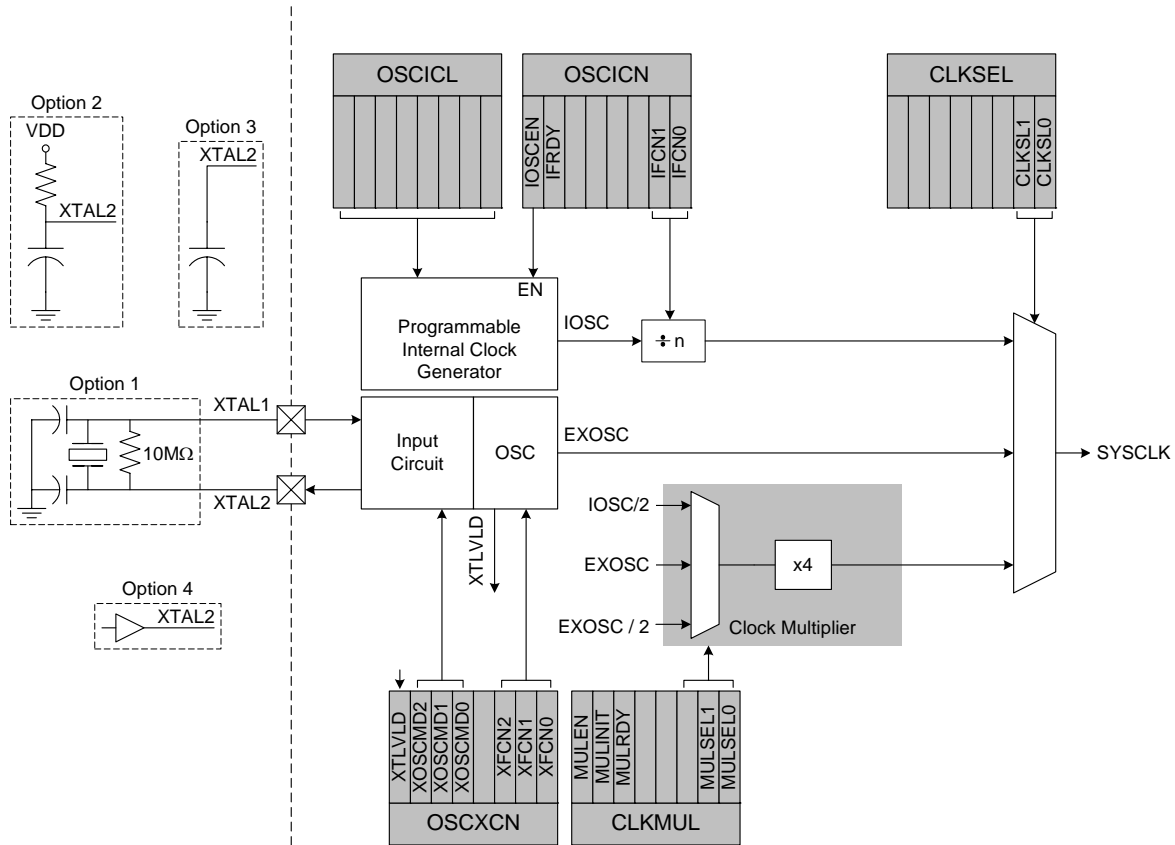 OSCICL
OSCICN
CLKSEL
IOSCEN
IFRDY
IFCN1
IFCN0
CLKSL1
CLKSL0
Option 2
VDD
XTAL2
Option 3
XTAL2
EN
Programmable
Internal Clock
Generator
IOSC
÷ n
Option 1
10MΩ
XTAL1
XTAL2
Input
Circuit
OSC
EXOSC
SYSCLK
XTLVLD
IOSC/2
EXOSC
EXOSC / 2
x4
Clock Multiplier
Option 4
XTAL2
XTLVLD
XOSCMD2
XOSCMD1
XOSCMD0
XFCN2
XFCN1
XFCN0
OSCXCN
MULEN
MULINIT
MULRDY
MULSEL1
MULSEL0
CLKMUL